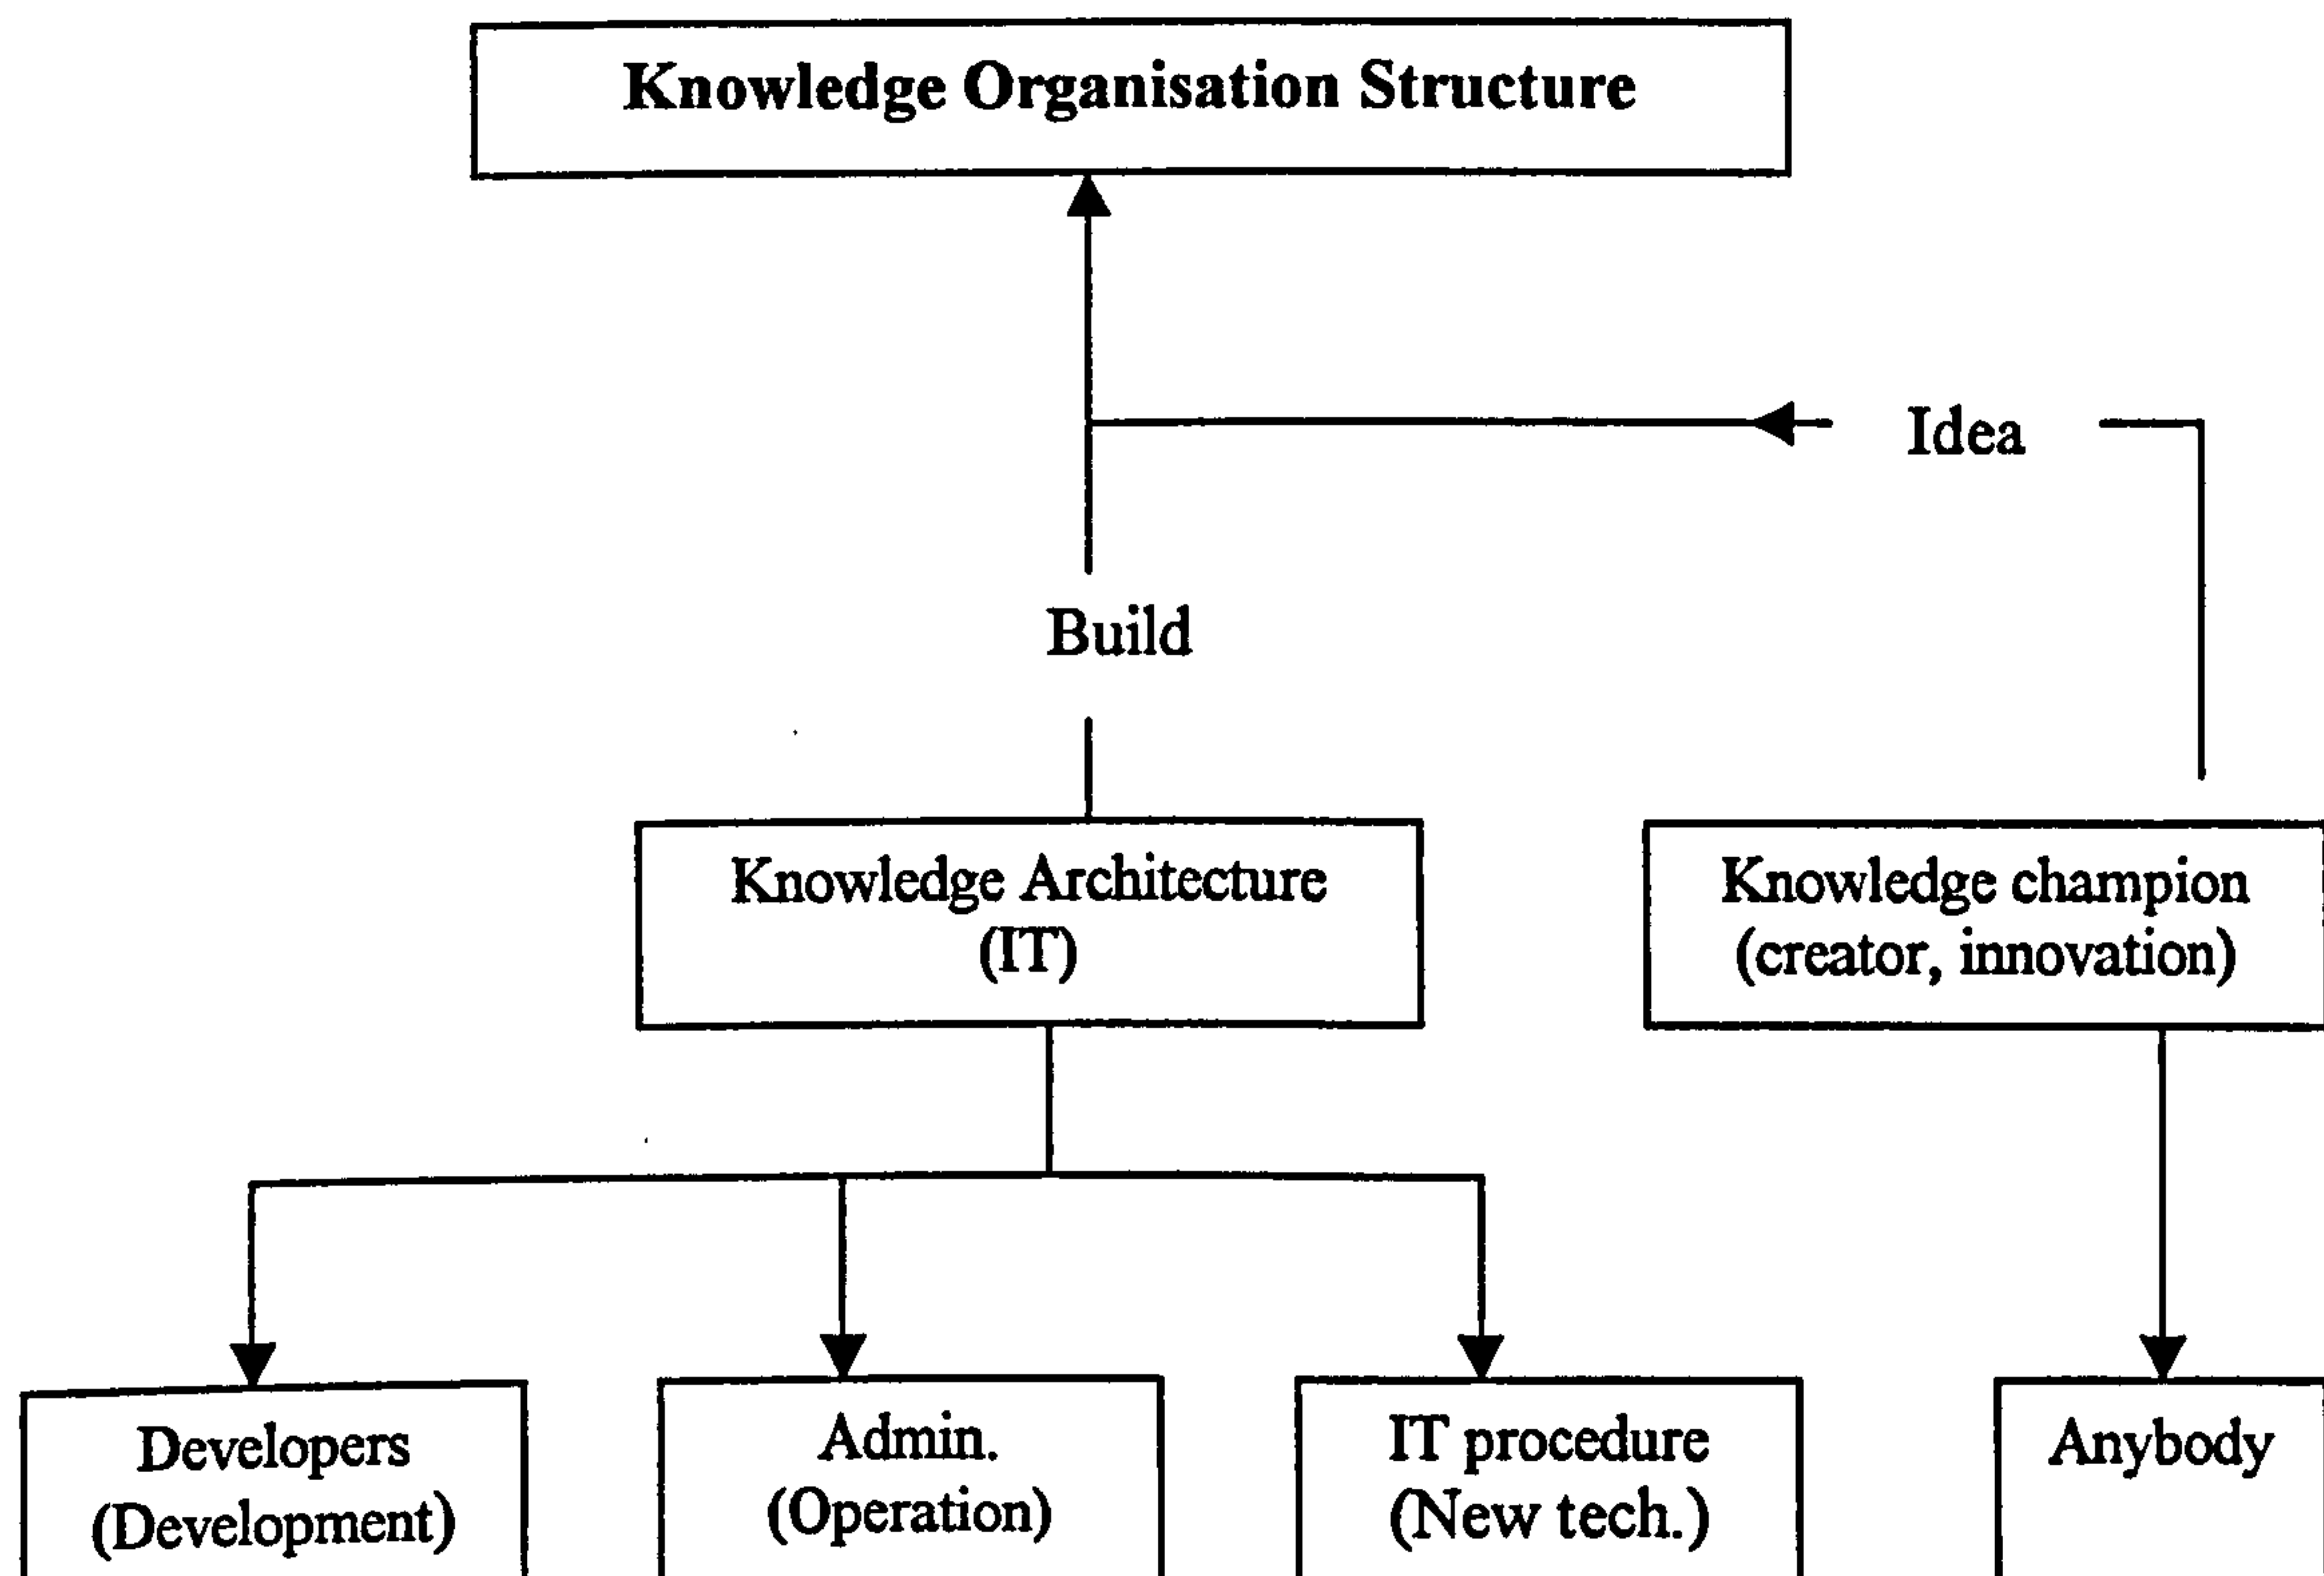 Knowledge Organisation Structure
Idea
Build
Knowledge Architecture
(IT)
Knowledge champion
(creator, innovation)
Developers
(Development)
Admin.
(Operation)
IT procedure
(New tech.)
Anybody